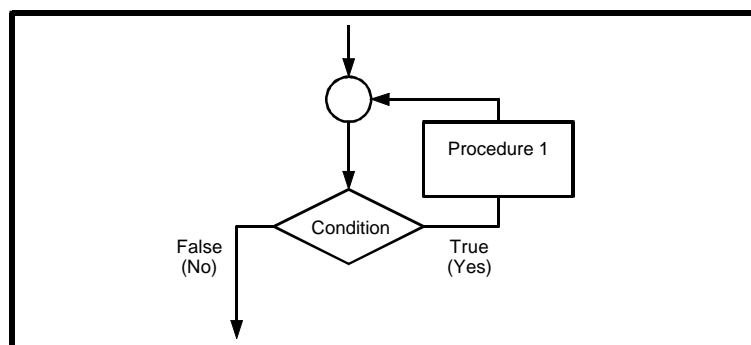 Procedure 1
Condition
False
(No)
True
(Yes)